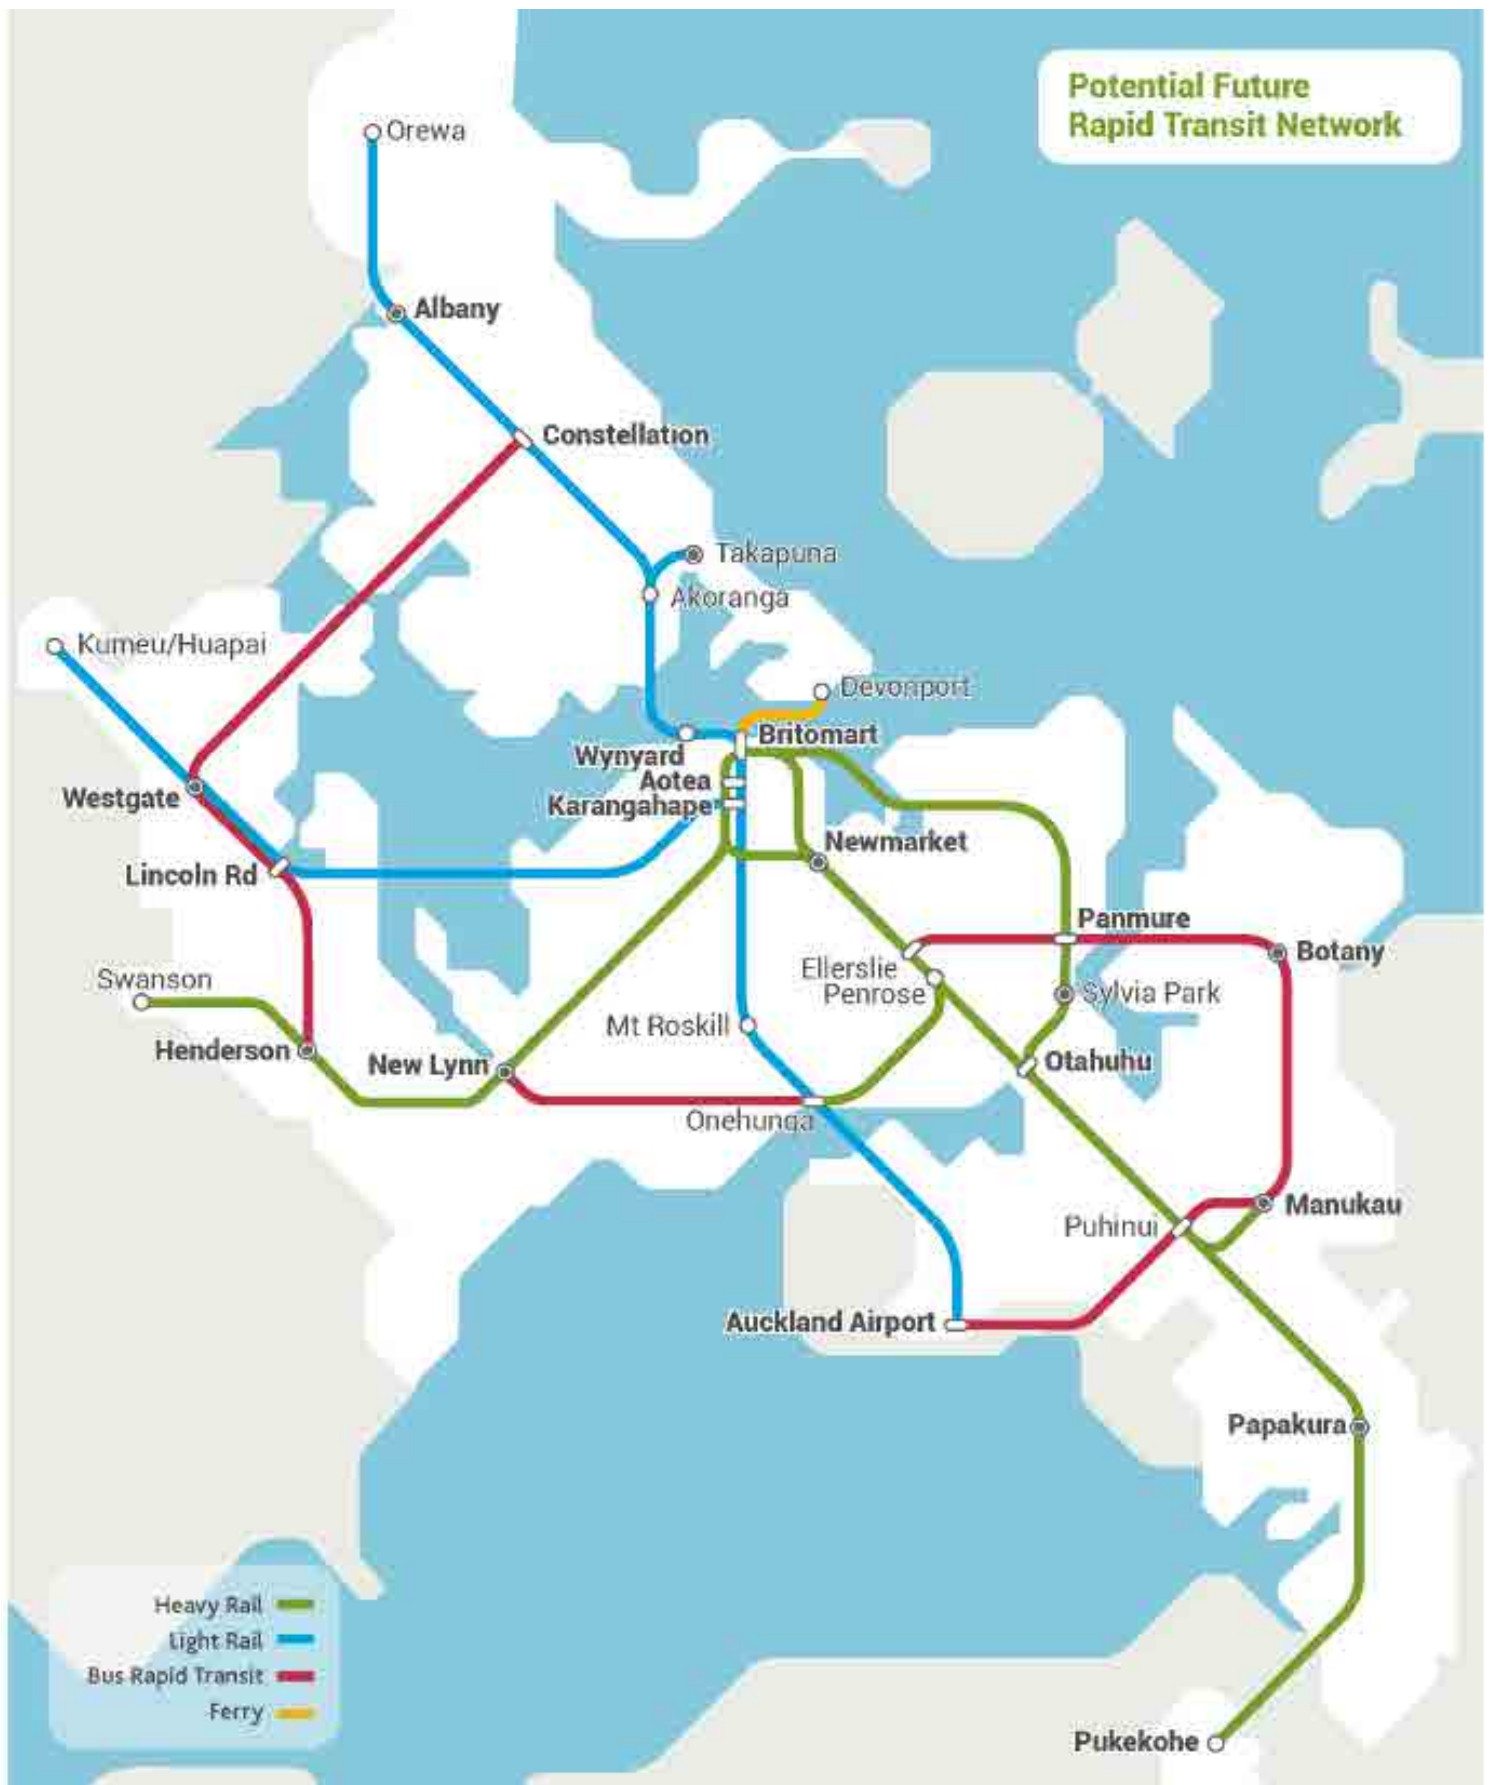 Potential Future
Rapid Transit Network
Orewa
Albany
Constellation
Takapuna
Akoranga
Kumeu/Huapai
Devonport
Britomart
Wynyard
Aotea
Karangahape
Westgate
Newmarket
Lincoln Rd
Panmure
Botany
Ellerslie
Swanson
Penrose
Sylvia Park
Mt Roskill
Henderson
New Lynn
Otahuhu
Onehunga
Manukau
Puhinui
Auckland Airport
Papakura
Heavy Rail
Light Rail
Bus Rapid Transit
Ferry
Pukekohe